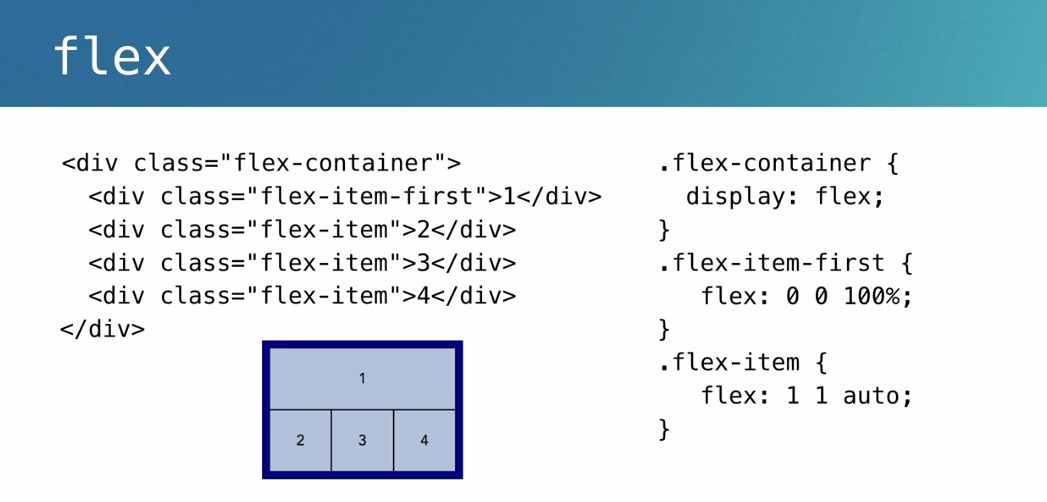 flex
<div class="flex-container">
  <div class="flex-item-first">1</div>
  <div class="flex-item">2</div>
  <div class="flex-item">3</div>
  <div class="flex-item">4</div>
</div>
1
2 3 4
.flex-container {
  display: flex;
}
.flex-item-first {
   flex: 0 0 100%;
}
.flex-item {
   flex: 1 1 auto;
}